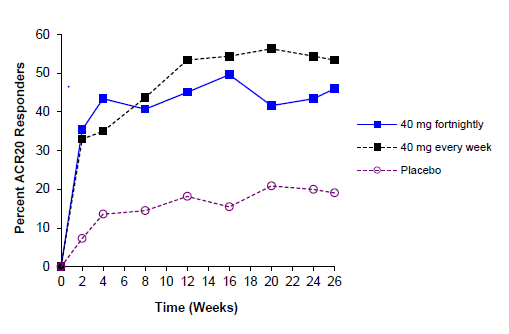 Percent ACR20 Responders
60
50
40
30
20
10
0
0 2 4 6 8 10 12 14 16 18 20 22 24 26
Time (Weeks)
40 mg fortnightly
40 mg every week
Placebo